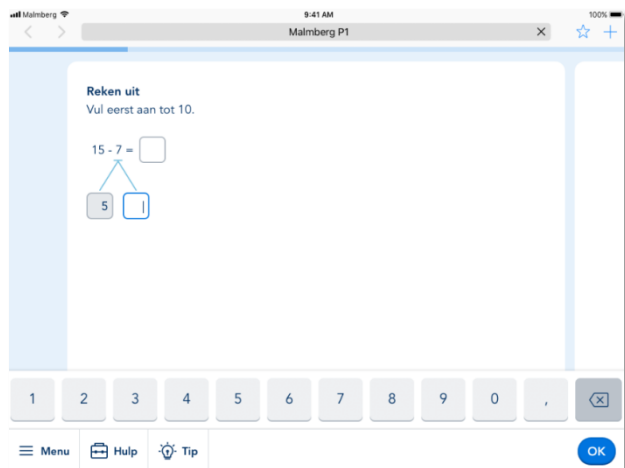 Malmberg
9:41 AM
100%
Malmberg P1
Reken uit
Vul eerst aan tot 10.
15 - 7 =
5
1 2 3 4 5 6 7 8 9 0 ,
Menu Hulp Tip OK